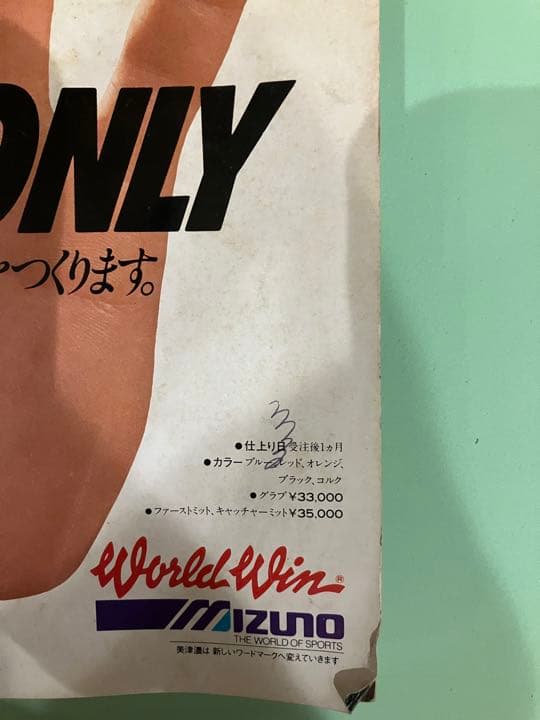 ONLY
つくります。
●仕上り日 受注後1ヵ月
●カラー ブルー、レッド、オレンジ、
ブラック、コルク
●グラブ ¥33,000
●ファーストミット、キャッチャーミット¥35,000
World Win®
MIZUNO
THE WORLD OF SPORTS
美津濃は 新しいワードマークへ変えていきます